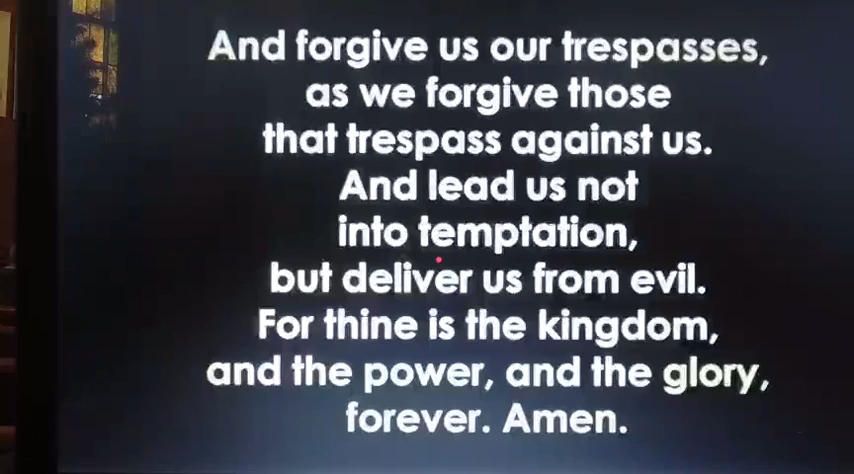 And forgive us our trespasses,
as we forgive those
that trespass against us.
And lead us not
into temptation,
but deliver us from evil.
For thine is the kingdom,
and the power, and the glory,
forever. Amen.